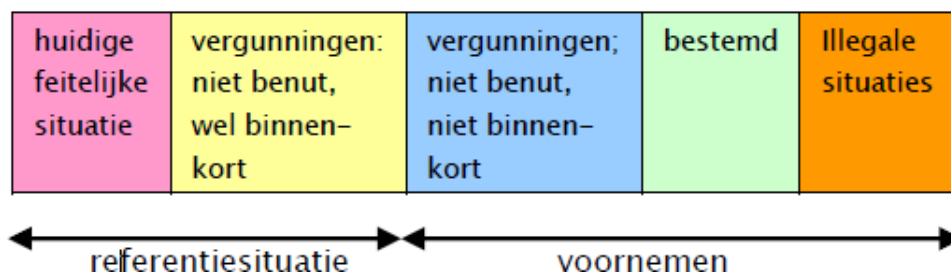 huidige
feitelijke
situatie
vergunningen:
niet benut,
wel binnen-
kort
vergunningen;
niet benut,
niet binnen-
kort
bestemd
Illegale
situaties
referentiesituatie
voornemen